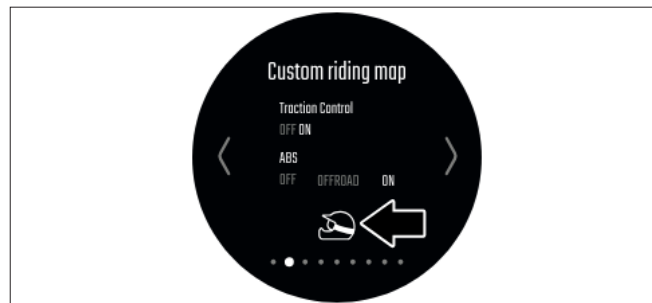 Custom riding map
Traction Control
OFF ON
ABS
OFF OFFROAD ON